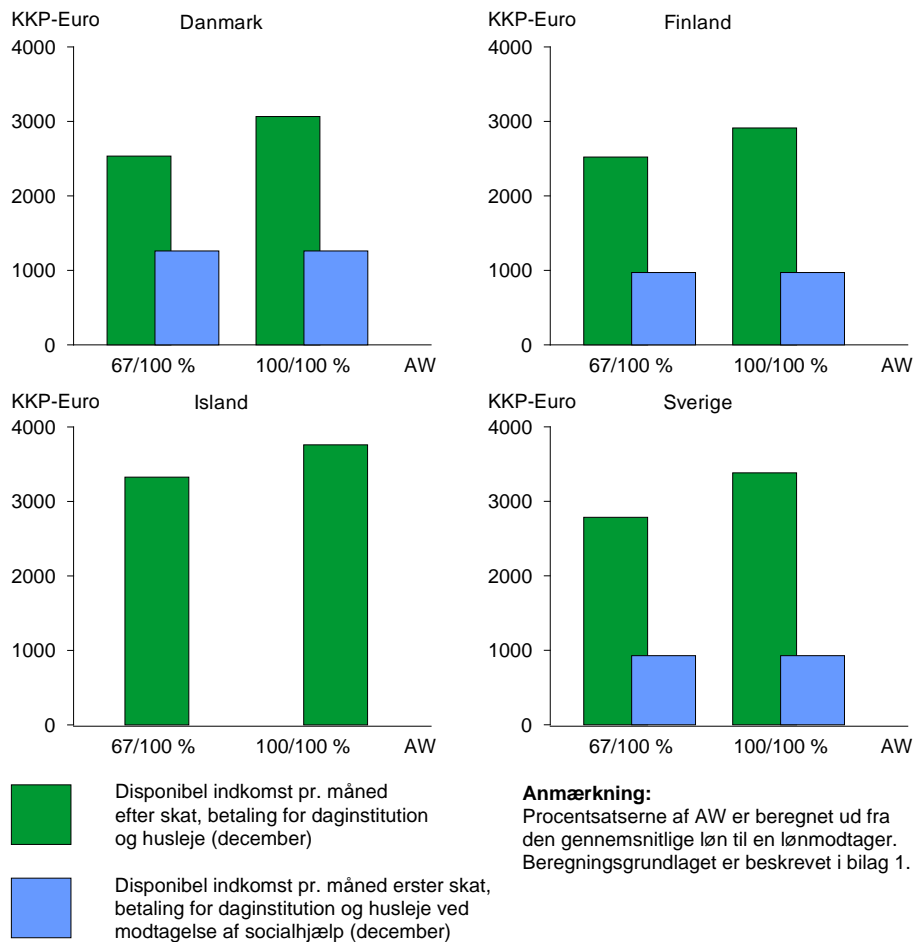 KKP-Euro Danmark
4000
3000
2000
1000
0
67/100 % 100/100 % AW
KKP-Euro Finland
4000
3000
2000
1000
0
67/100 % 100/100 % AW
KKP-Euro Island
4000
3000
2000
1000
0
67/100 % 100/100 % AW
KKP-Euro Sverige
4000
3000
2000
1000
0
67/100 % 100/100 % AW
Disponibel indkomst pr. måned
efter skat, betaling for daginstitution
og husleje (december)
Disponibel indkomst pr. måned erster skat,
betaling for daginstitution og husleje ved
modtagelse af socialhjælp (december)
Anmærkning:
Procentsatserne af AW er beregnet ud fra
den gennemsnitlige løn til en lønmodtager.
Beregningsgrundlaget er beskrevet i bilag 1.